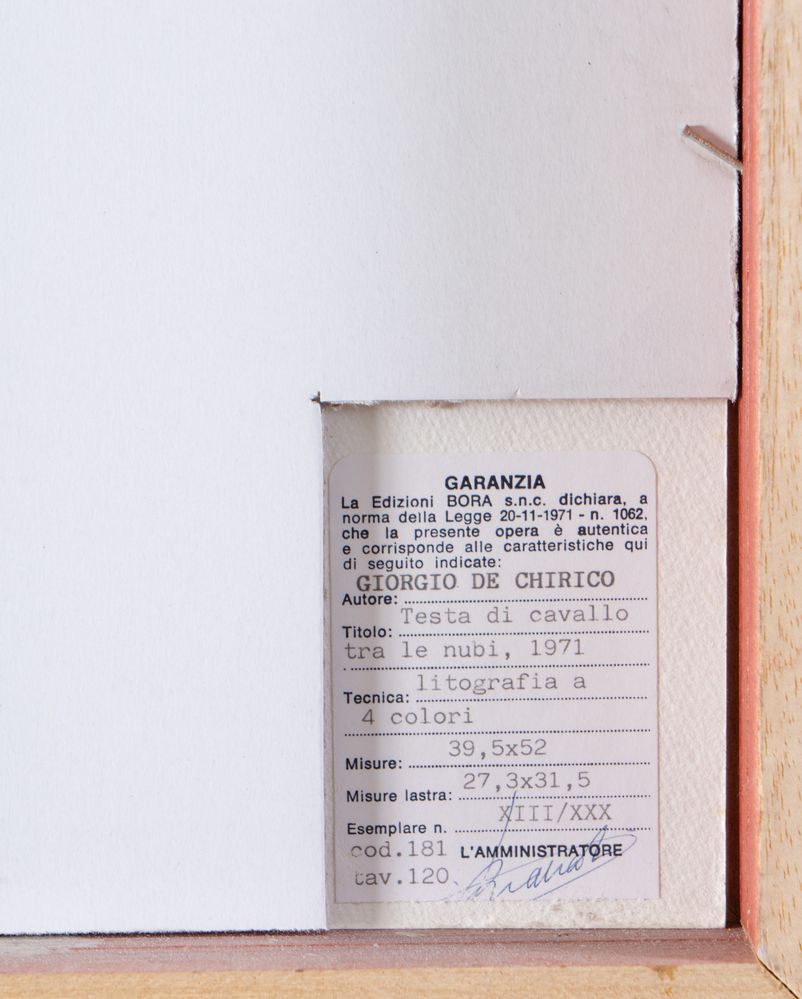 GARANZIA
La Edizioni BORA s.n.c. dichiara, a
norma della Legge 20-11-1971 - n. 1062,
che la presente opera è autentica
e corrisponde alle caratteristiche qui
di seguito indicate:
GIORGIO DE CHIRICO
Autore:
Testa di cavallo
Titolo:
tra le nubi, 1971
litografia a
Tecnica:
4 colori
39,5x52
Misure:
27,3x31,5
Misure lastra:
XIII/XXX
Esemplare n.
cod.181 L'AMMINISTRATORE
tav.120